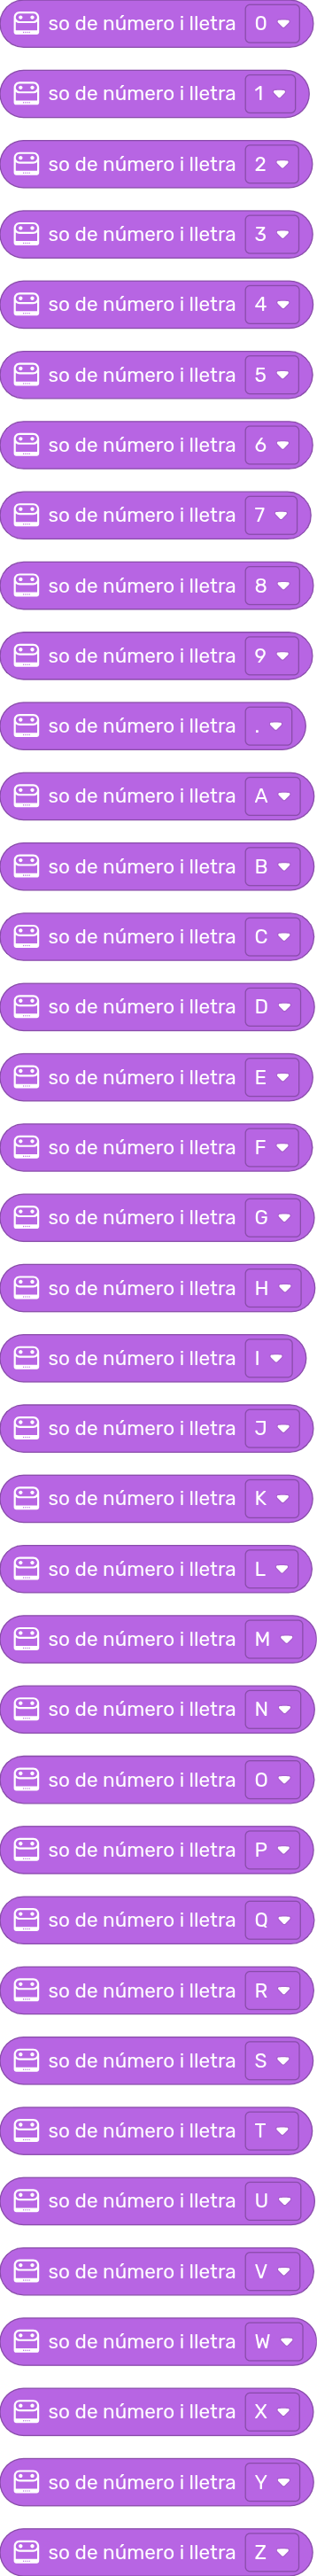 so de número i lletra 0
so de número i lletra 1
so de número i lletra 2
so de número i lletra 3
so de número i lletra 4
so de número i lletra 5
so de número i lletra 6
so de número i lletra 7
so de número i lletra 8
so de número i lletra 9
so de número i lletra .
so de número i lletra A
so de número i lletra B
so de número i lletra C
so de número i lletra D
so de número i lletra E
so de número i lletra F
so de número i lletra G
so de número i lletra H
so de número i lletra I
so de número i lletra J
so de número i lletra K
so de número i lletra L
so de número i lletra M
so de número i lletra N
so de número i lletra O
so de número i lletra P
so de número i lletra Q
so de número i lletra R
so de número i lletra S
so de número i lletra T
so de número i lletra U
so de número i lletra V
so de número i lletra W
so de número i lletra X
so de número i lletra Y
so de número i lletra Z